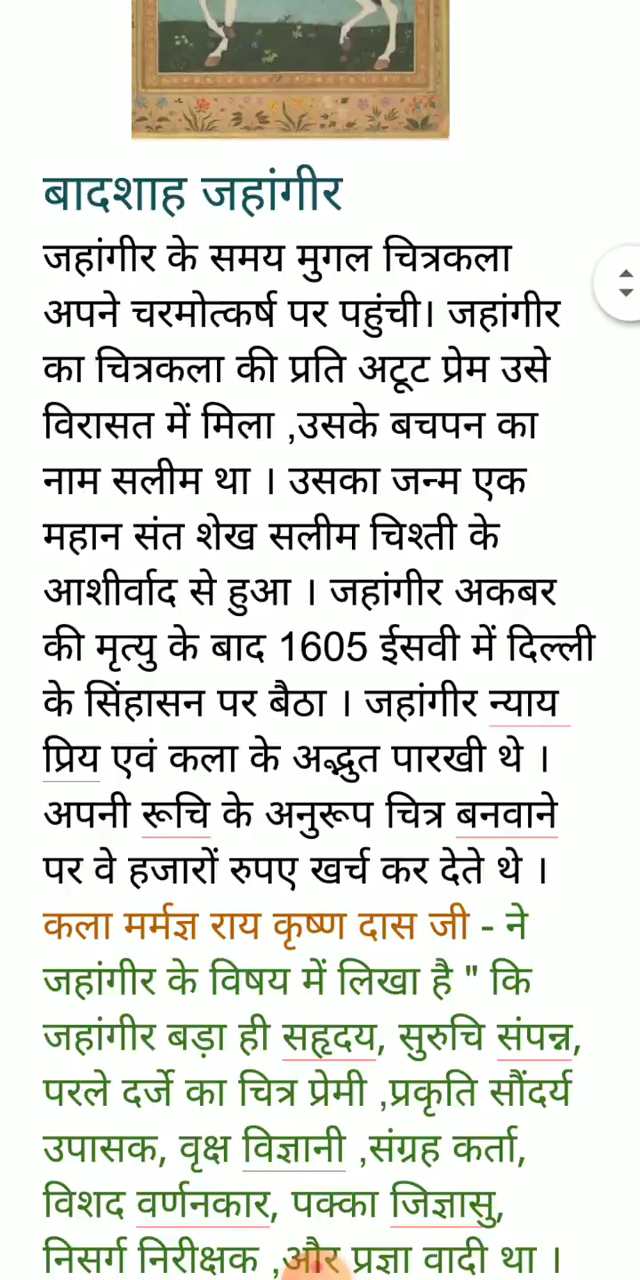 बादशाह जहांगीर
जहांगीर के समय मुगल चित्रकला
अपने चरमोत्कर्ष पर पहुंची। जहांगीर
का चित्रकला की प्रति अटूट प्रेम उसे
विरासत में मिला ,उसके बचपन का
नाम सलीम था । उसका जन्म एक
महान संत शेख सलीम चिश्ती के
आशीर्वाद से हुआ । जहांगीर अकबर
की मृत्यु के बाद 1605 ईसवी में दिल्ली
के सिंहासन पर बैठा । जहांगीर न्याय
प्रिय एवं कला के अद्भुत पारखी थे ।
अपनी रूचि के अनुरूप चित्र बनवाने
पर वे हजारों रुपए खर्च कर देते थे ।
कला मर्मज्ञ राय कृष्ण दास जी - ने
जहांगीर के विषय में लिखा है " कि
जहांगीर बड़ा ही सहृदय, सुरुचि संपन्न,
परले दर्जे का चित्र प्रेमी ,प्रकृति सौंदर्य
उपासक, वृक्ष विज्ञानी ,संग्रह कर्ता,
विशद वर्णनकार, पक्का जिज्ञासु,
निसर्ग निरीक्षक ,और प्रज्ञा वादी था ।